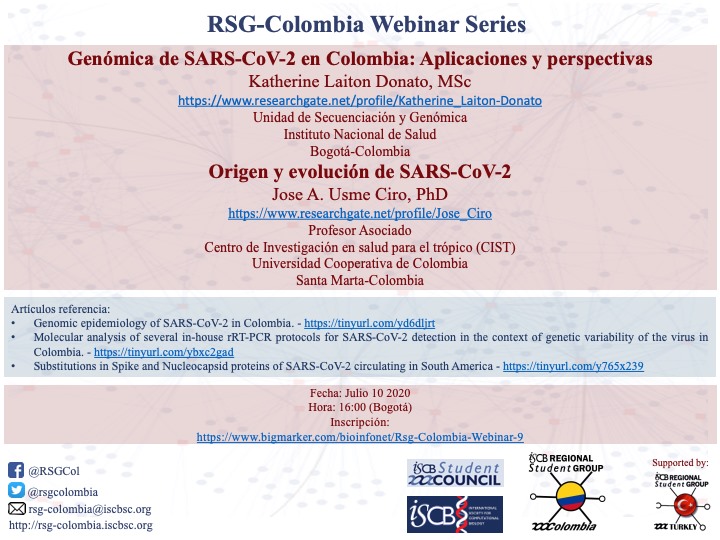 RSG-Colombia Webinar Series
Genómica de SARS-CoV-2 en Colombia: Aplicaciones y perspectivas
Katherine Laiton Donato, MSc
https://www.researchgate.net/profile/Katherine_Laiton-Donato
Unidad de Secuenciación y Genómica
Instituto Nacional de Salud
Bogotá-Colombia
Origen y evolución de SARS-CoV-2
Jose A. Usme Ciro, PhD
https://www.researchgate.net/profile/Jose_Ciro
Profesor Asociado
Centro de Investigación en salud para el trópico (CIST)
Universidad Cooperativa de Colombia
Santa Marta-Colombia
Artículos referencia:
• Genomic epidemiology of SARS-CoV-2 in Colombia. - https://tinyurl.com/yd6dljrt
• Molecular analysis of several in-house rRT-PCR protocols for SARS-CoV-2 detection in the context of genetic variability of the virus in
Colombia. - https://tinyurl.com/ybxc2gad
• Substitutions in Spike and Nucleocapsid proteins of SARS-CoV-2 circulating in South America - https://tinyurl.com/y765x239
Fecha: Julio 10 2020
Hora: 16:00 (Bogotá)
Inscripción:
https://www.bigmarker.com/bioinfonet/Rsg-Colombia-Webinar-9
@RSGCol
@rsgcolombia
rsg-colombia@iscbsc.org
http://rsg-colombia.iscbsc.org
iSCB Student
COUNCIL
iSCB
INTERNATIONAL
SOCIETY FOR
COMPUTATIONAL
BIOLOGY
iSCB REGIONAL
Student GROUP
Colombia
Supported by:
iSCB REGIONAL
Student GROUP
TURKEY